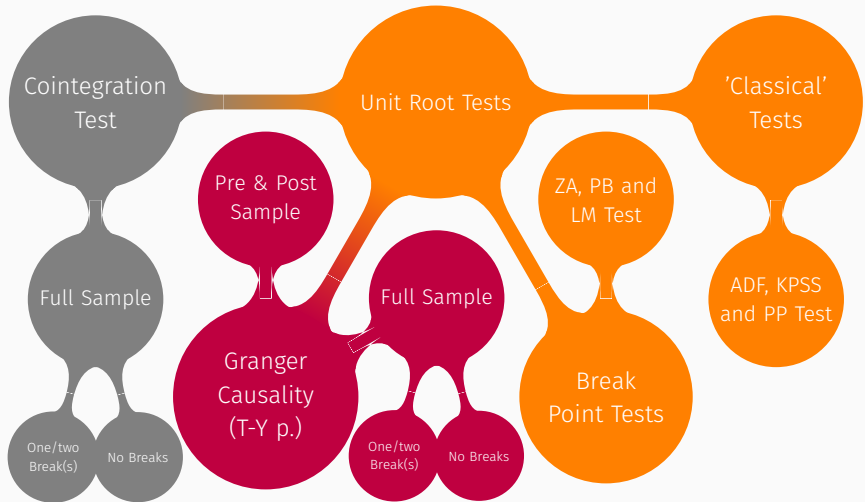 Cointegration
Test
Unit Root Tests
'Classical'
Tests
Pre & Post
Sample
ZA, PB and
LM Test
Full Sample
Full Sample
ADF, KPSS
and PP Test
Granger
Causality
(T-Y p.)
Break
Point Tests
One/two
Break(s)
No Breaks
One/two
Break(s)
No Breaks